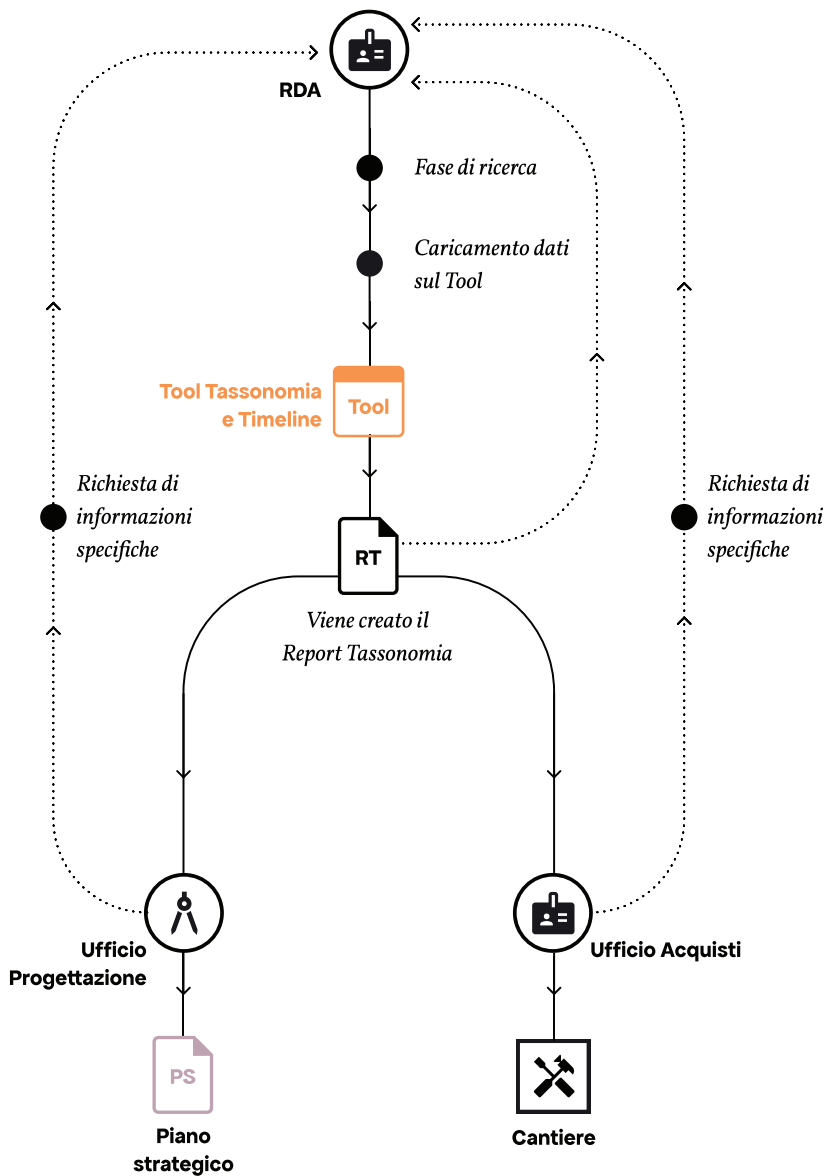 RDA
Fase di ricerca
Caricamento dati
sul Tool
Tool Tassonomia
e Timeline
Tool
Richiesta di
informazioni
specifiche
Richiesta di
informazioni
specifiche
RT
Viene creato il
Report Tassonomia
Ufficio
Progettazione
Ufficio Acquisti
PS
Piano
strategico
Cantiere